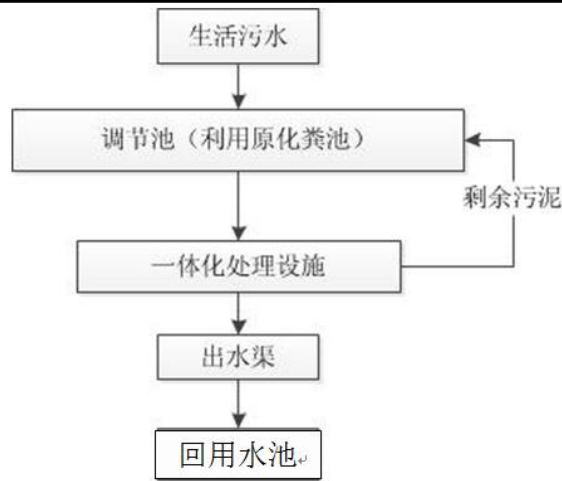 生活污水
调节池（利用原化粪池）
剩余污泥
一体化处理设施
出水渠
回用水池↵